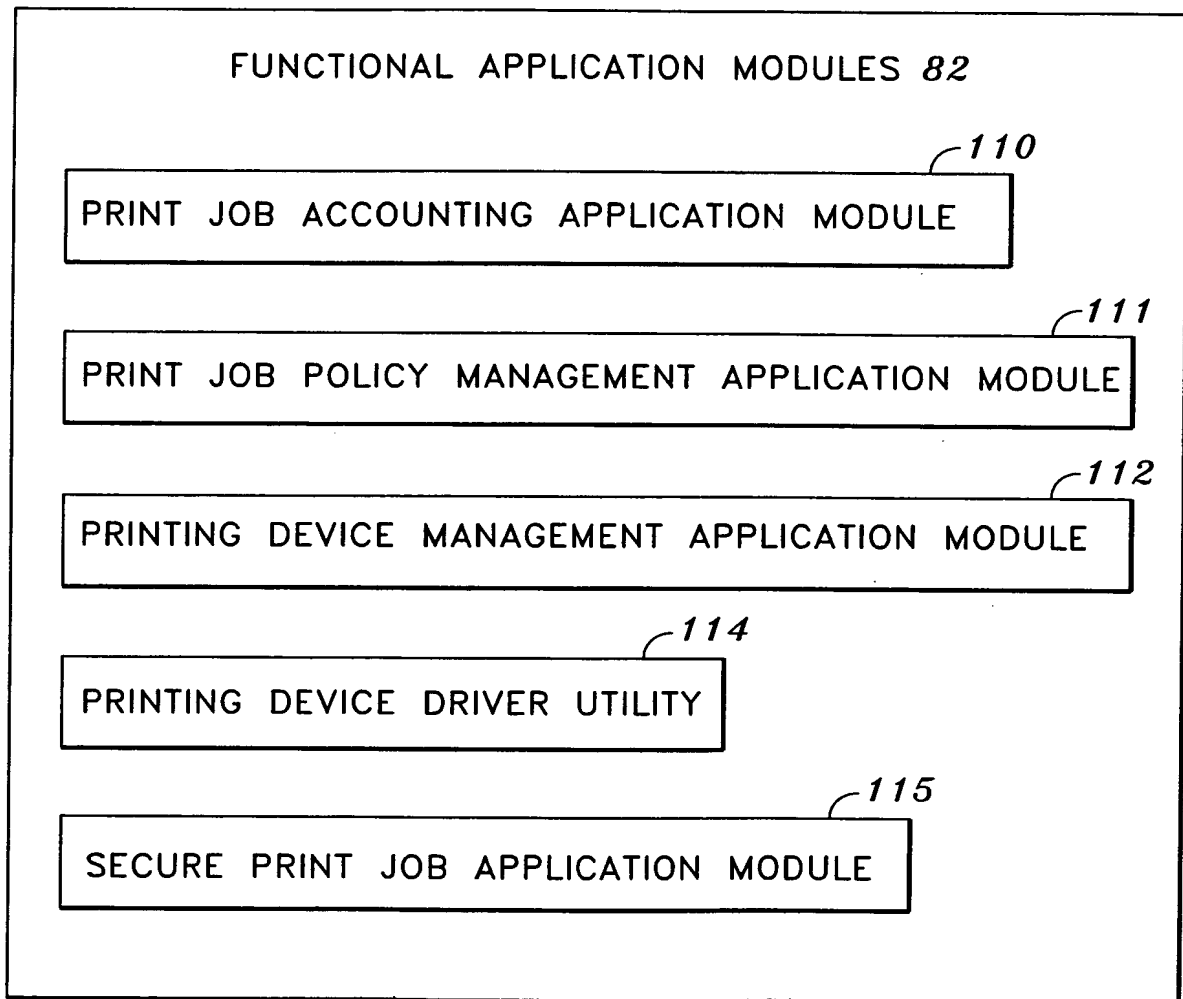 FUNCTIONAL APPLICATION MODULES 82
110
PRINT JOB ACCOUNTING APPLICATION MODULE
111
PRINT JOB POLICY MANAGEMENT APPLICATION MODULE
112
PRINTING DEVICE MANAGEMENT APPLICATION MODULE
114
PRINTING DEVICE DRIVER UTILITY
115
SECURE PRINT JOB APPLICATION MODULE